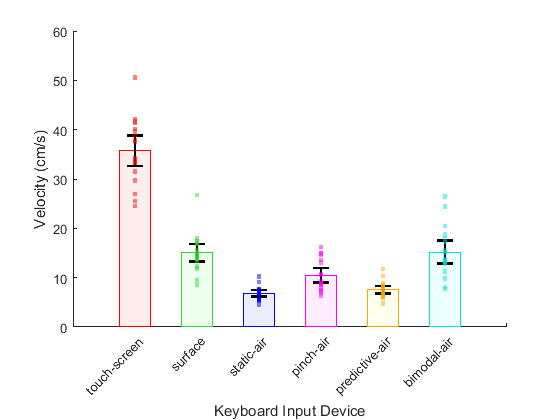 60
50
40
30
20
10
0
Velocity (cm/s)
touch-screen
surface
static-air
pinch-air
predictive-air
bimodal-air
Keyboard Input Device